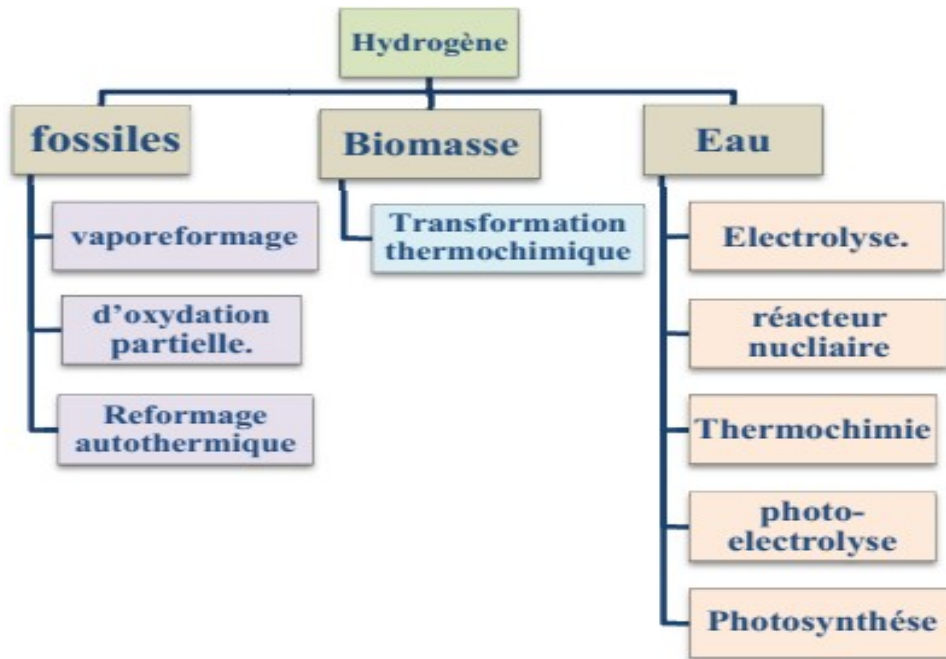 Hydrogène
fossiles
vaporeformage
d'oxydation
partielle.
Reformage
autothermique
Biomasse
Transformation
thermochimique
Eau
Electrolyse.
réacteur
nucliaire
Thermochimie
photo-
electrolyse
Photosynthése